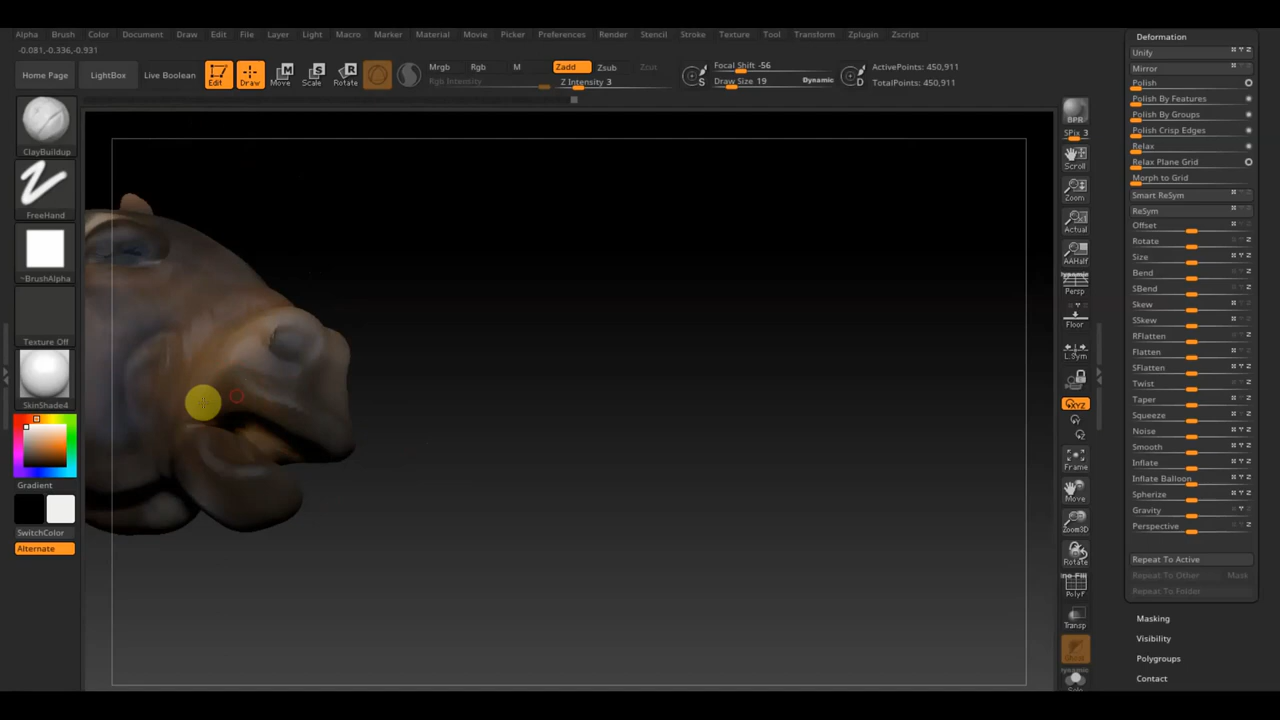 Alpha Brush Color Document Draw Edit File Layer Light Macro Marker Material Movie Picker Preferences Render Stencil Stroke Texture Tool Transform Zplugin Zscript
-0.081,-0.336,-0.931
Home Page
LightBox
Live Boolean
Edit
Draw
Move
Scale
Rotate
Mrgb Rgb M
Rgb Intensity
Zadd Zsub Zcut
Z Intensity 3
Focal Shift -56
Draw Size 19 Dynamic
S
D
ActivePoints: 450,911
TotalPoints: 450,911
ClayBuildup
FreeHand
~BrushAlpha
Texture Off
SkinShade4
Gradient
SwitchColor
Alternate
BPR
SPix 3
Scroll
Zoom
Actual
AAHalf
Persp
Floor
L.Sym
XYZ
Frame
Move
Zoom3D
Rotate
PolyF
Transp
Ghost
Solo
Deformation
Unify
Mirror
Polish
Polish By Features
Polish By Groups
Polish Crisp Edges
Relax
Relax Plane Grid
Morph to Grid
Smart ReSym
ReSym
Offset
Rotate
Size
Bend
SBend
Skew
SSkew
RFlatten
Flatten
SFlatten
Twist
Taper
Squeeze
Noise
Smooth
Inflate
Inflate Balloon
Spherize
Gravity
Perspective
Repeat To Active
Repeat To Other Mask
Repeat To Folder
Masking
Visibility
Polygroups
Contact